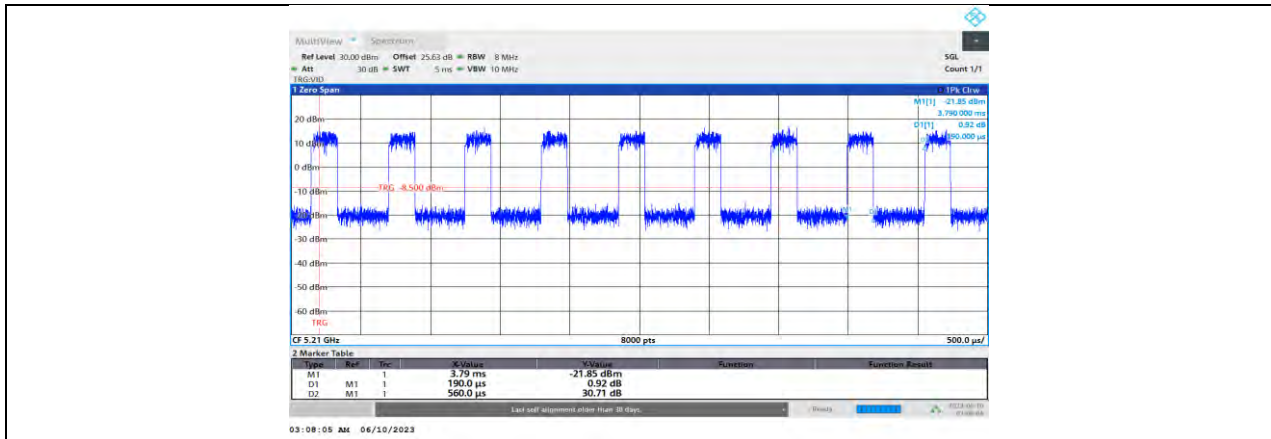 MultiView Spectrum
Ref Level 30.00 dBm Offset 25.63 dB RBW 8 MHz SGL
Att 30 dB SWT 5 ms VBW 10 MHz Count 1/1
TRG:VID
1 Zero Span 1Pk Clrw
M1[1] -21.85 dBm
3.790 000 ms
20 dBm
D1[1] 0.92 dB
190.000 µs
10 dBm
0 dBm
TRG -8.500 dBm
-10 dBm
-20 dBm
-30 dBm
-40 dBm
-50 dBm
-60 dBm
TRG
CF 5.21 GHz 8000 pts 500.0 µs/
2 Marker Table
Type Ref Trc X-Value Y-Value Function Function Result
M1 1 3.79 ms -21.85 dBm
D1 M1 1 190.0 µs 0.92 dB
D2 M1 1 560.0 µs 30.71 dB
Last self alignment older than 30 days. Ready
03:08:05 AM 06/10/2023